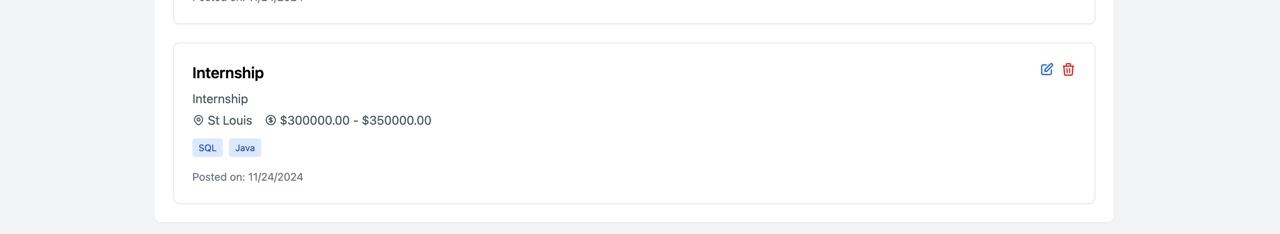 Internship
Internship
St Louis $300000.00 - $350000.00
SQL Java
Posted on: 11/24/2024